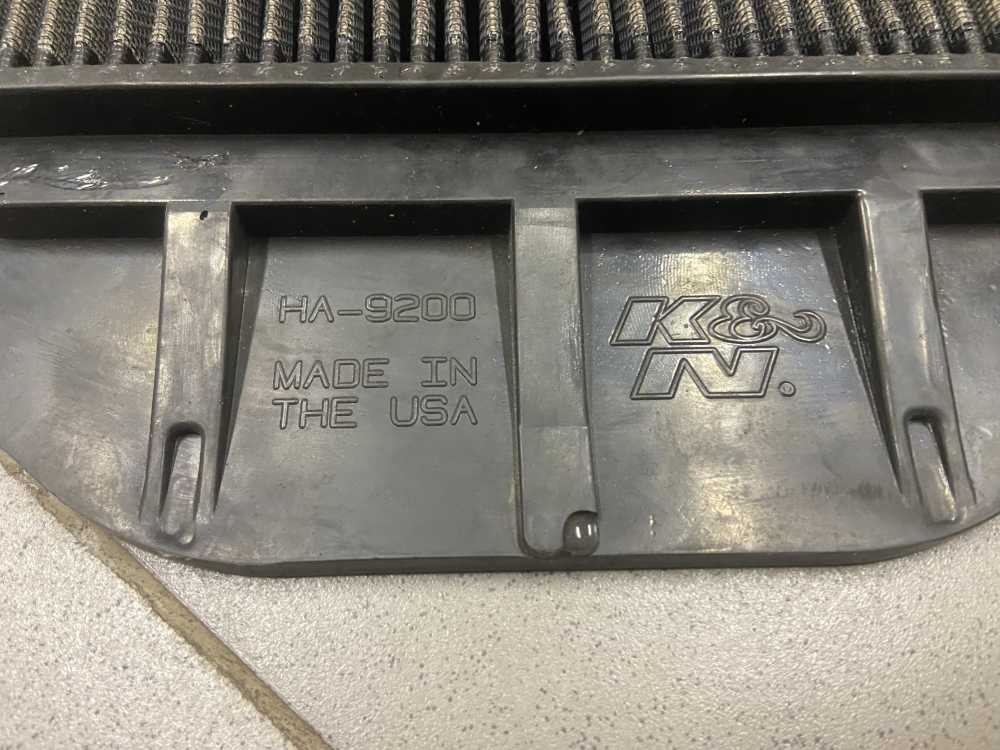 HA-9200
MADE IN
THE USA
K&
N.